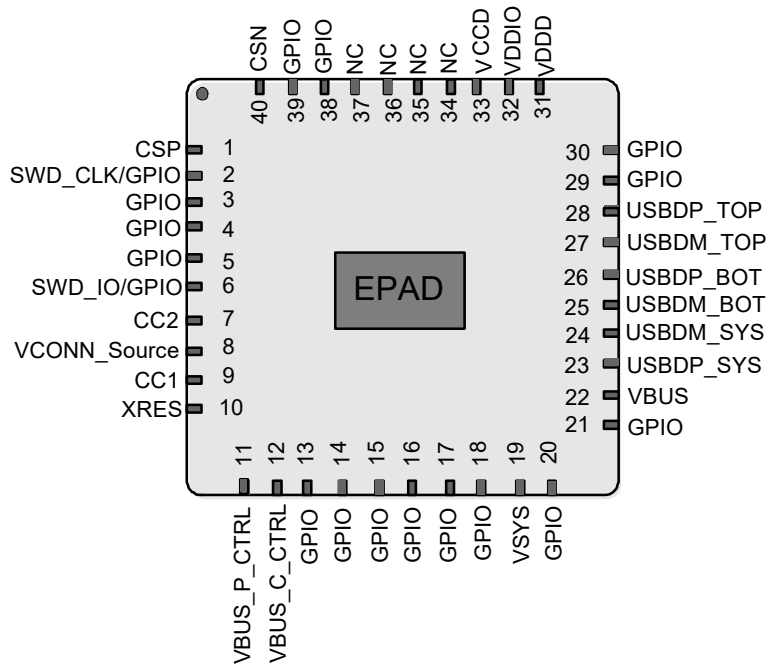 CSN
GPIO
GPIO
NC
NC
NC
NC
VCCD
VDDIO
VDDD
40
39
38
37
36
35
34
33
32
31
CSP 1
SWD_CLK/GPIO 2
GPIO 3
GPIO 4
GPIO 5
SWD_IO/GPIO 6
CC2 7
VCONN_Source 8
CC1 9
XRES 10
EPAD
30 GPIO
29 GPIO
28 USBDP_TOP
27 USBDM_TOP
26 USBDP_BOT
25 USBDM_BOT
24 USBDM_SYS
23 USBDP_SYS
22 VBUS
21 GPIO
11
12
13
14
15
16
17
18
19
20
VBUS_P_CTRL
VBUS_C_CTRL
GPIO
GPIO
GPIO
GPIO
GPIO
GPIO
VSYS
GPIO